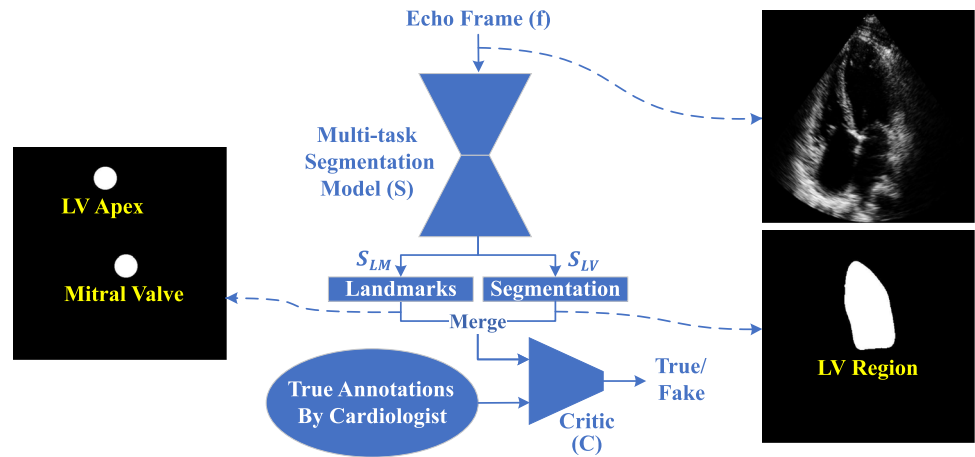 Echo Frame (f)
Multi-task
Segmentation
Model (S)
LV Apex
Mitral Valve
S_LM
S_LV
Landmarks
Segmentation
Merge
LV Region
True Annotations
By Cardiologist
True/
Fake
Critic
(C)